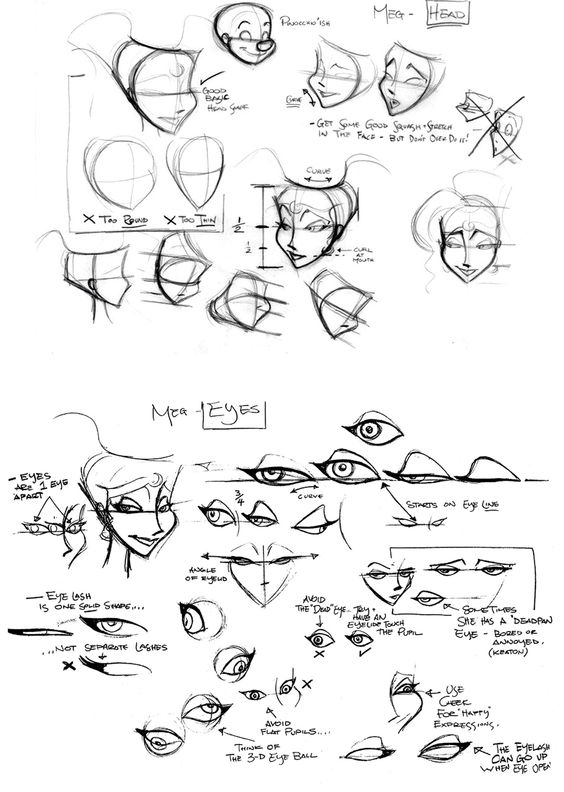 PINOCCHIO'ISH
MEG - HEAD
GOOD
BASIC
HEAD SHAPE
CURVE
- GET SOME GOOD SQUASH + STRETCH
IN THE FACE - BUT DON'T OVER DO IT!
X TOO ROUND
X TOO THIN
CURVE
1/2
1/2
CURL
AT
MOUTH
MEG - EYES
- EYES
ARE 1 EYE
APART
3/4
CURVE
STARTS ON EYE LINE
ANGLE
OF EYELID
- EYE LASH
IS ONE SOLID SHAPE....
...NOT SEPARATE LASHES
X
AVOID
THE "DEAD" EYE... TRY +
HAVE AN
EYELID TOUCH
THE PUPIL
X ✓
SOMETIMES
SHE HAS A "DEADPAN"
EYE - BORED OR
ANNOYED.
(KEATON)
X
AVOID
FLAT PUPILS....
THINK OF
THE 3-D EYE BALL
USE
CHEEK
FOR "HAPPY"
EXPRESSIONS.
THE EYELASH
CAN GO UP
WHEN EYE OPEN